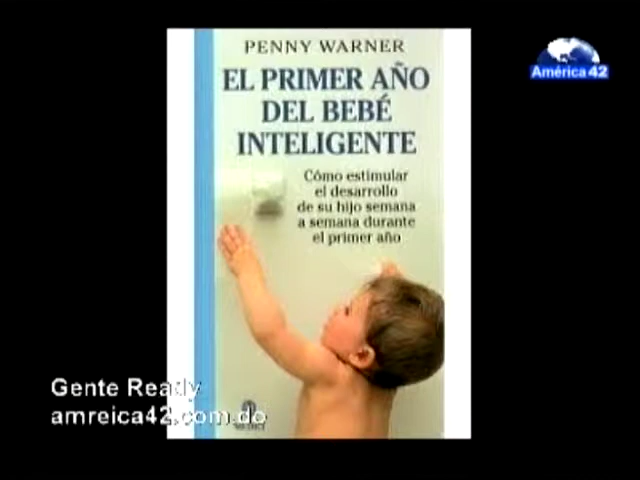 PENNY WARNER
América 42
EL PRIMER AÑO
DEL BEBÉ
INTELIGENTE
Cómo estimular
el desarrollo
de su hijo semana
a semana durante
el primer año
Gente Ready
amreica42.com.do